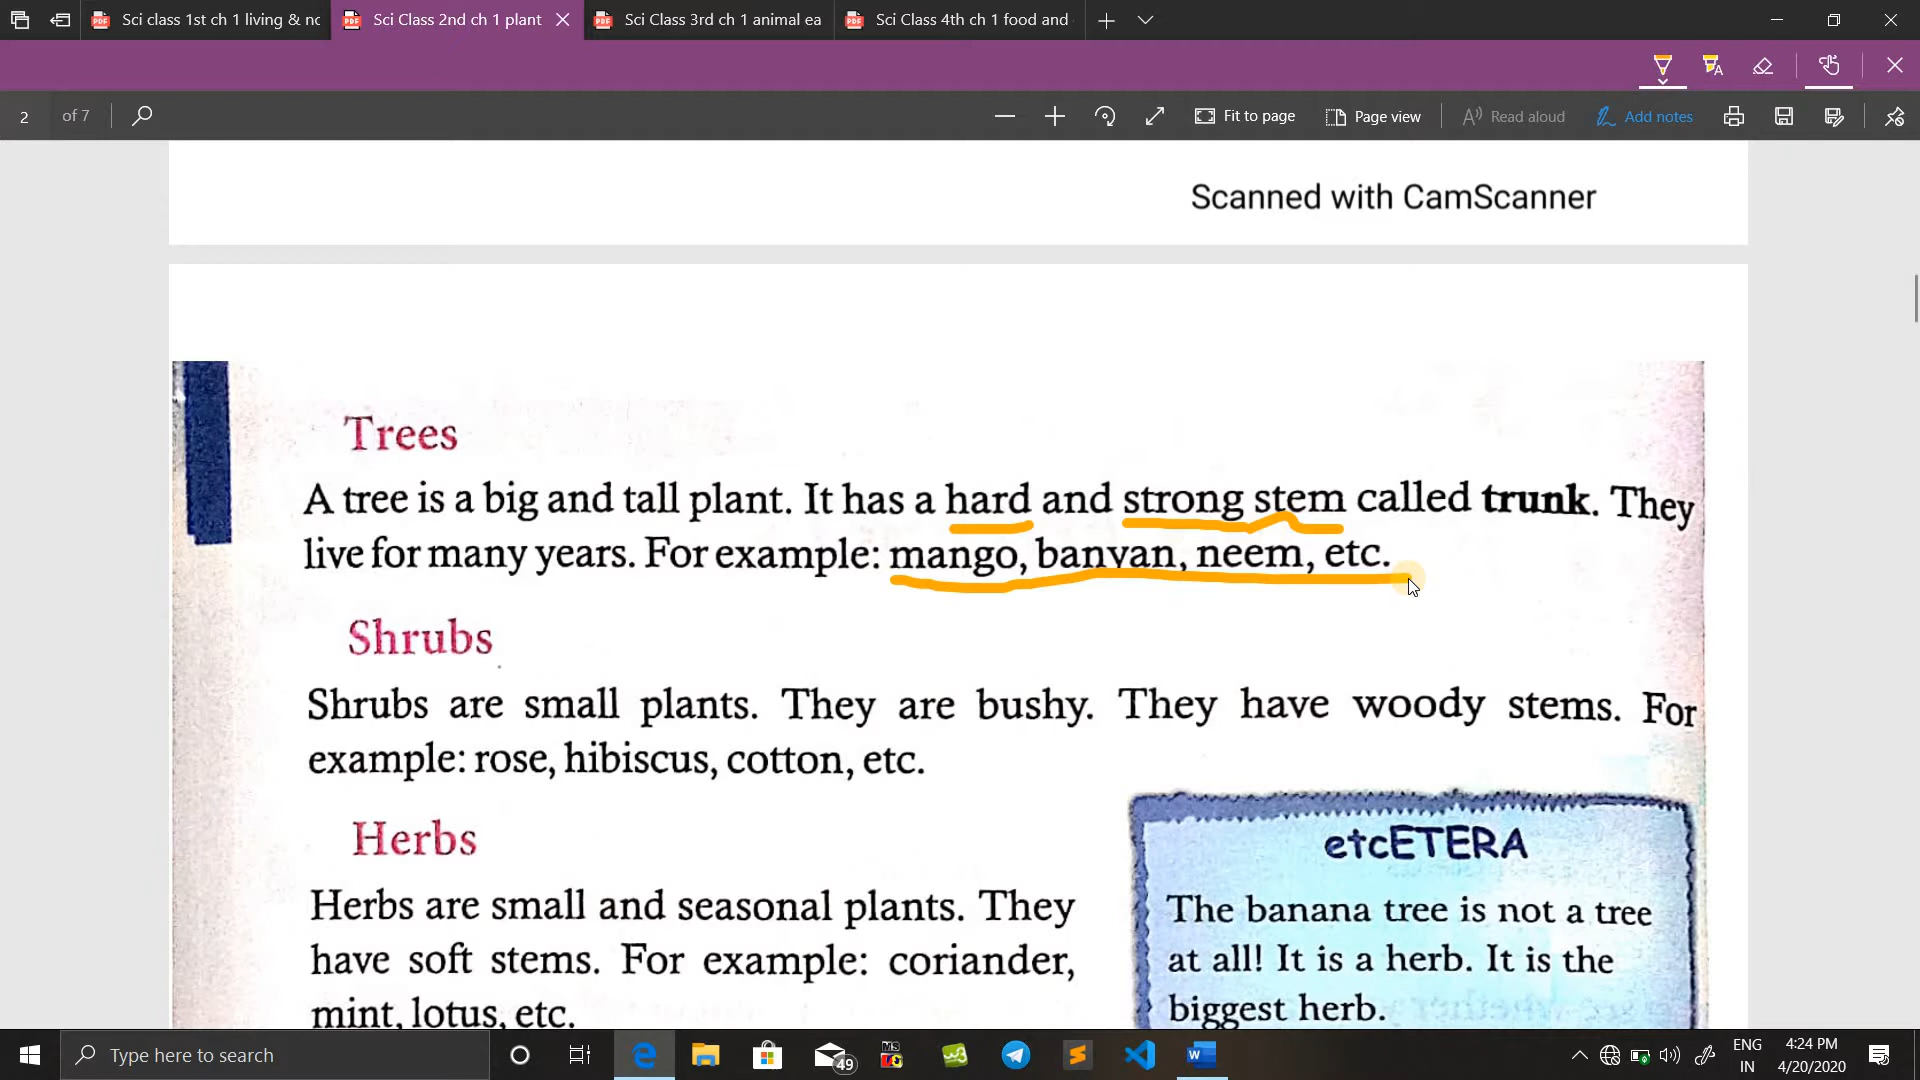 Sci class 1st ch 1 living & no
Sci Class 2nd ch 1 plant
Sci Class 3rd ch 1 animal ea
Sci Class 4th ch 1 food and
2 of 7
Fit to page
Page view
Read aloud
Add notes
Scanned with CamScanner
Trees
A tree is a big and tall plant. It has a hard and strong stem called trunk. They
live for many years. For example: mango, banyan, neem, etc.
Shrubs
Shrubs are small plants. They are bushy. They have woody stems. For
example: rose, hibiscus, cotton, etc.
Herbs
Herbs are small and seasonal plants. They
have soft stems. For example: coriander,
mint, lotus, etc.
etcETERA
The banana tree is not a tree
at all! It is a herb. It is the
biggest herb.
Type here to search
49
MS
w3
W
ENG
IN
4:24 PM
4/20/2020